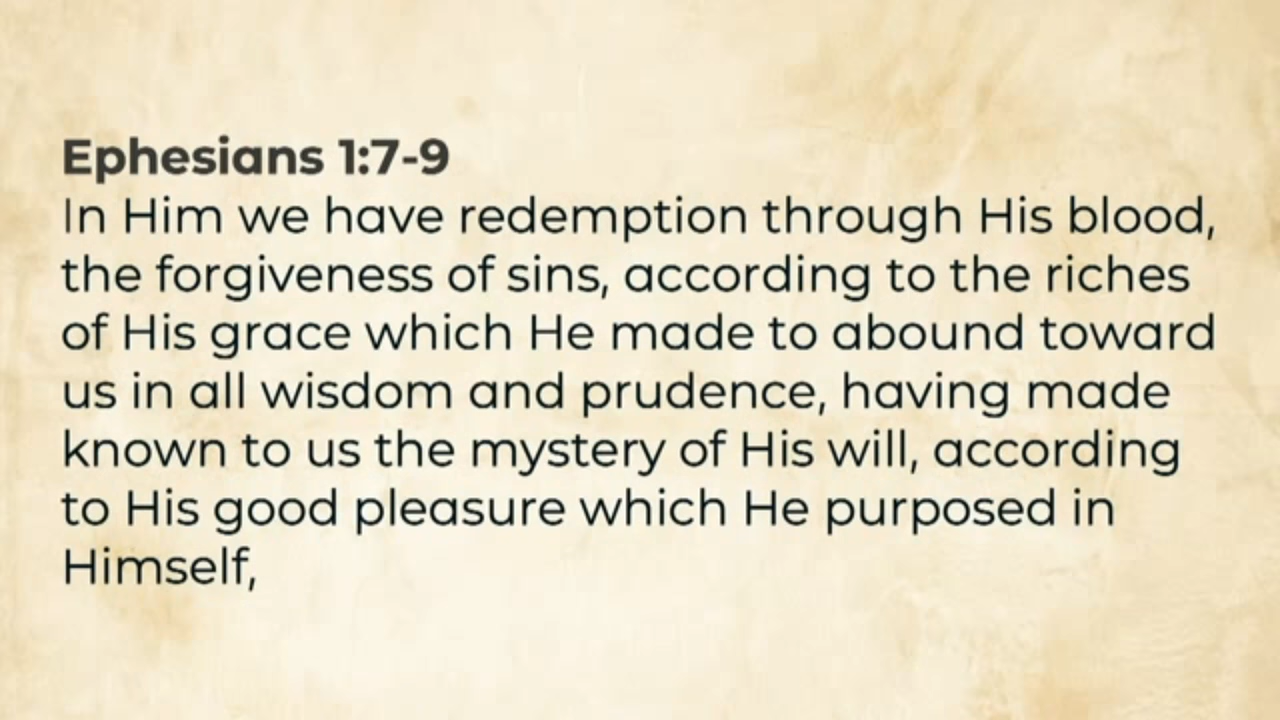 Ephesians 1:7-9
In Him we have redemption through His blood,
the forgiveness of sins, according to the riches
of His grace which He made to abound toward
us in all wisdom and prudence, having made
known to us the mystery of His will, according
to His good pleasure which He purposed in
Himself,